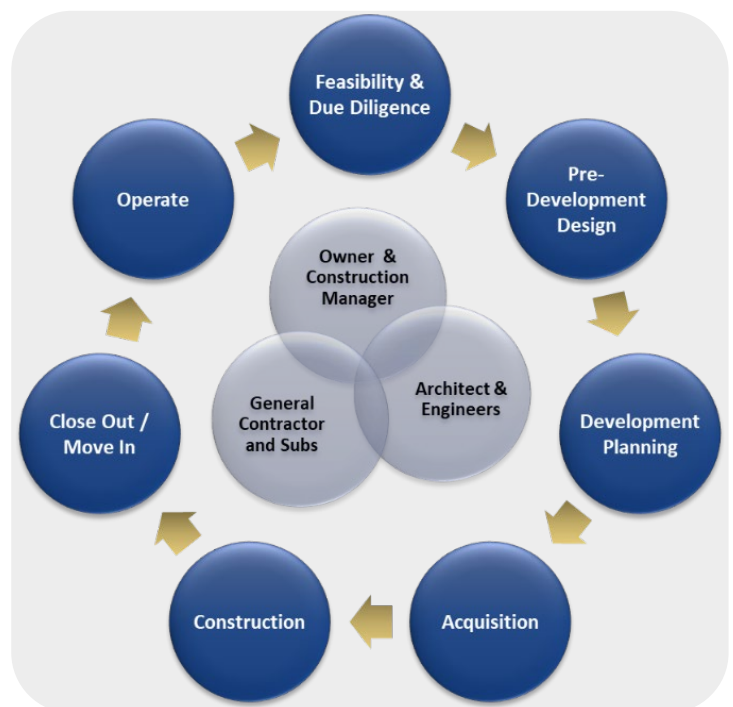 Feasibility &
Due Diligence
Pre-
Development
Design
Development
Planning
Acquisition
Construction
Close Out /
Move In
Operate
Owner &
Construction
Manager
Architect &
Engineers
General
Contractor
and Subs